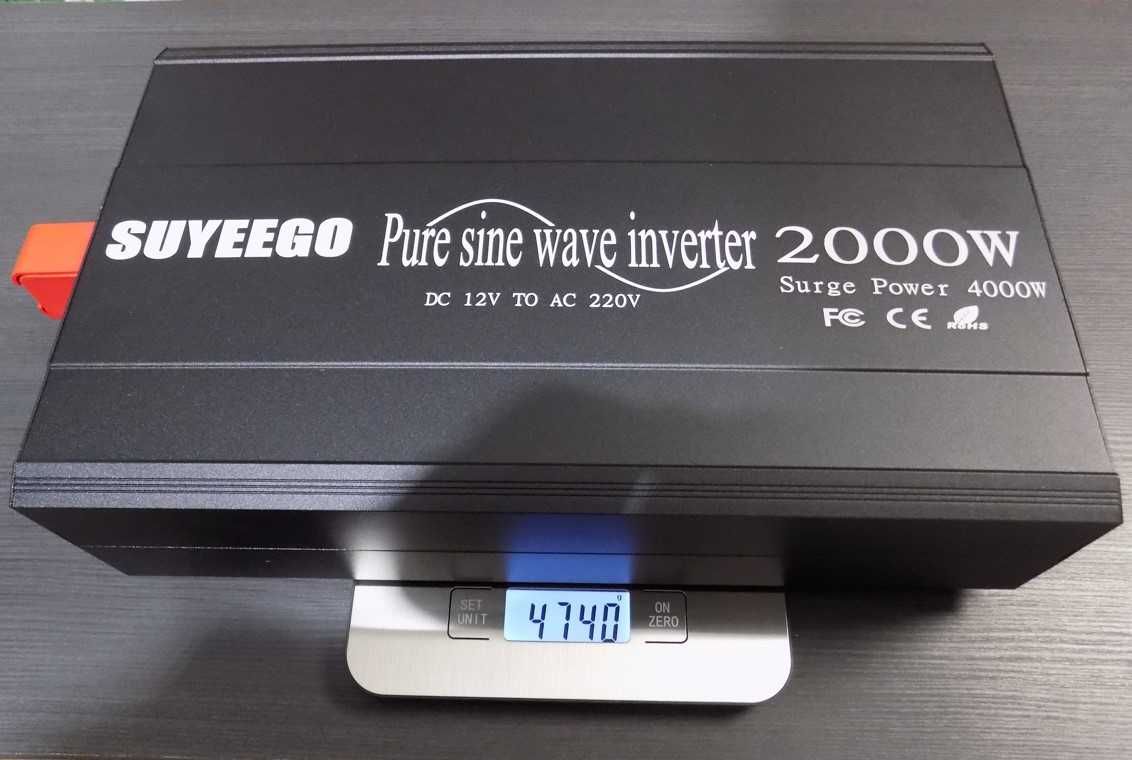 SUYEEGO
Pure sine wave inverter
DC 12V TO AC 220V
2000W
Surge Power 4000W
FC CE RoHS
SET
UNIT
4740 g
ON
ZERO